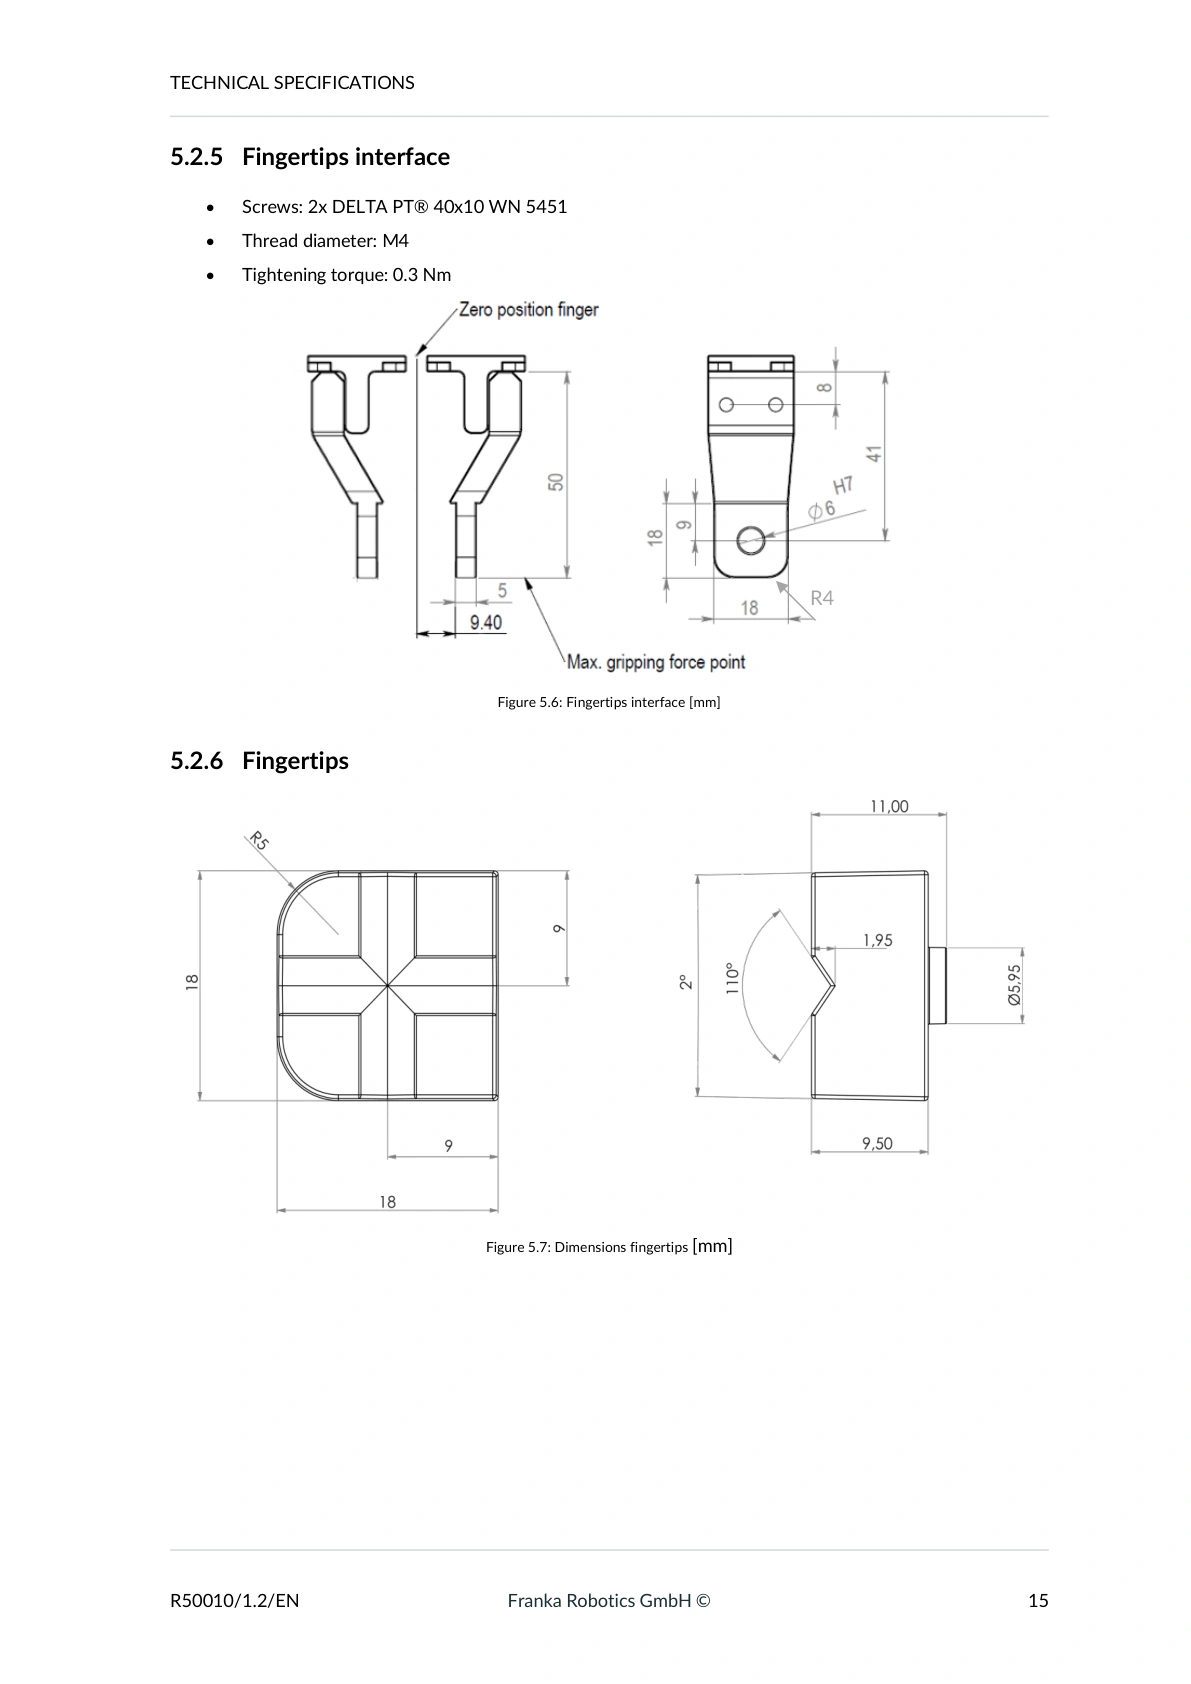 TECHNICAL SPECIFICATIONS
5.2.5 Fingertips interface
• Screws: 2x DELTA PT® 40x10 WN 5451
• Thread diameter: M4
• Tightening torque: 0.3 Nm
Zero position finger
8
50
41
H7
Ø6
18
9
5
9.40
18
R4
Max. gripping force point
Figure 5.6: Fingertips interface [mm]
5.2.6 Fingertips
11,00
R5
9
1,95
18
2°
110°
Ø5,95
9
9,50
18
Figure 5.7: Dimensions fingertips [mm]
R50010/1.2/EN
Franka Robotics GmbH ©
15